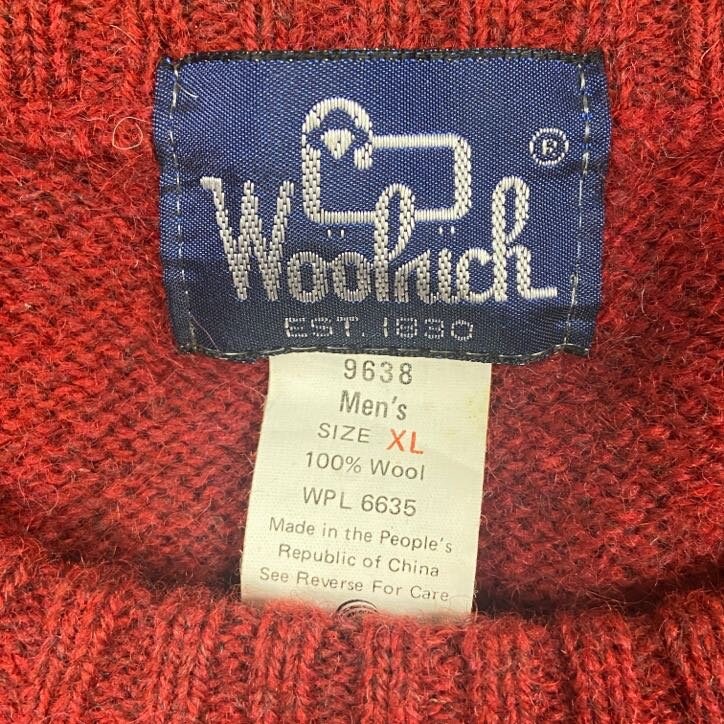 ®
Woolrich
EST. 1830
9638
Men's
SIZE XL
100% Wool
WPL 6635
Made in the People's
Republic of China
See Reverse For Care